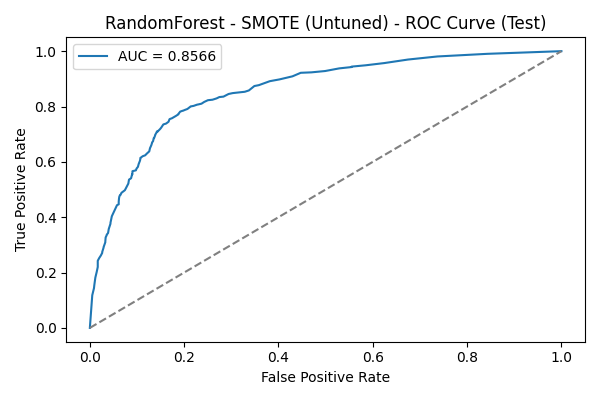 RandomForest - SMOTE (Untuned) - ROC Curve (Test)
AUC = 0.8566
True Positive Rate
1.0
0.8
0.6
0.4
0.2
0.0
0.0 0.2 0.4 0.6 0.8 1.0
False Positive Rate